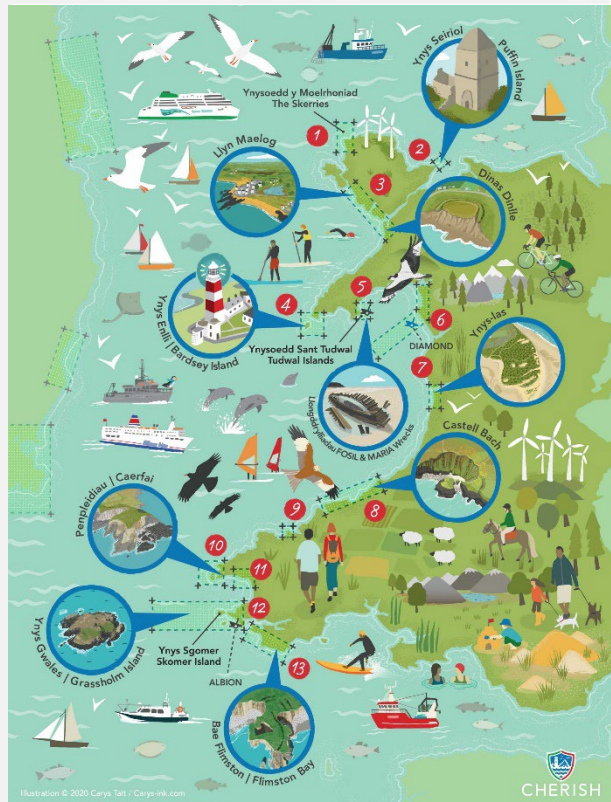 Ynys Seiriol
Puffin Island
Ynysoedd y Moelrhoniad
The Skerries
1
2
Llyn Maelog
3
Dinas Dinlle
4
5
6
Ynys Enlli | Bardsey Island
Ynysoedd Sant Tudwal
Tudwal Islands
DIAMOND
7
Ynys-las
Llongddrylliadau FOSIL & MARIA Wrecks
Castell Bach
8
9
Penpleidiau | Caerfai
10
11
12
Ynys Gwales | Grassholm Island
Ynys Sgomer
Skomer Island
ALBION
13
Bae Flimston | Flimston Bay
Illustration © 2020 Carys Tait / Carys-ink.com
CHERISH